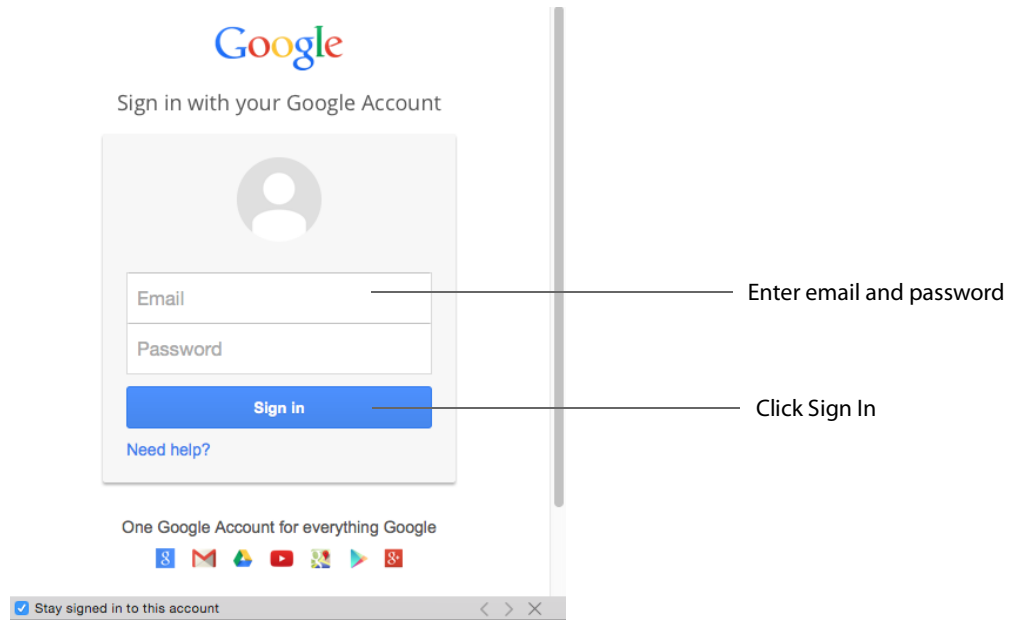 Google
Sign in with your Google Account
Email
Enter email and password
Password
Sign in
Click Sign In
Need help?
One Google Account for everything Google
Stay signed in to this account